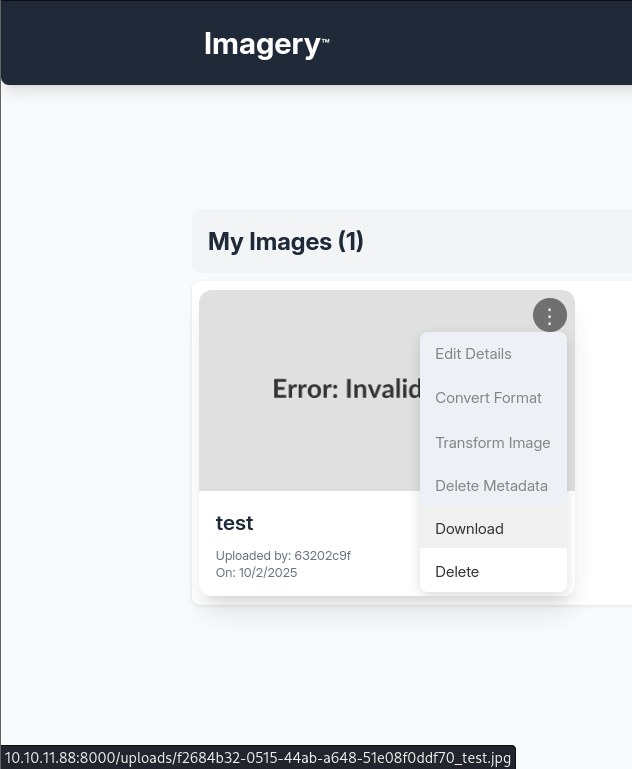 Imagery™
My Images (1)
⋮
Error: Invalid
Edit Details
Convert Format
Transform Image
Delete Metadata
Download
Delete
test
Uploaded by: 63202c9f
On: 10/2/2025
10.10.11.88:8000/uploads/f2684b32-0515-44ab-a648-51e08f0ddf70_test.jpg